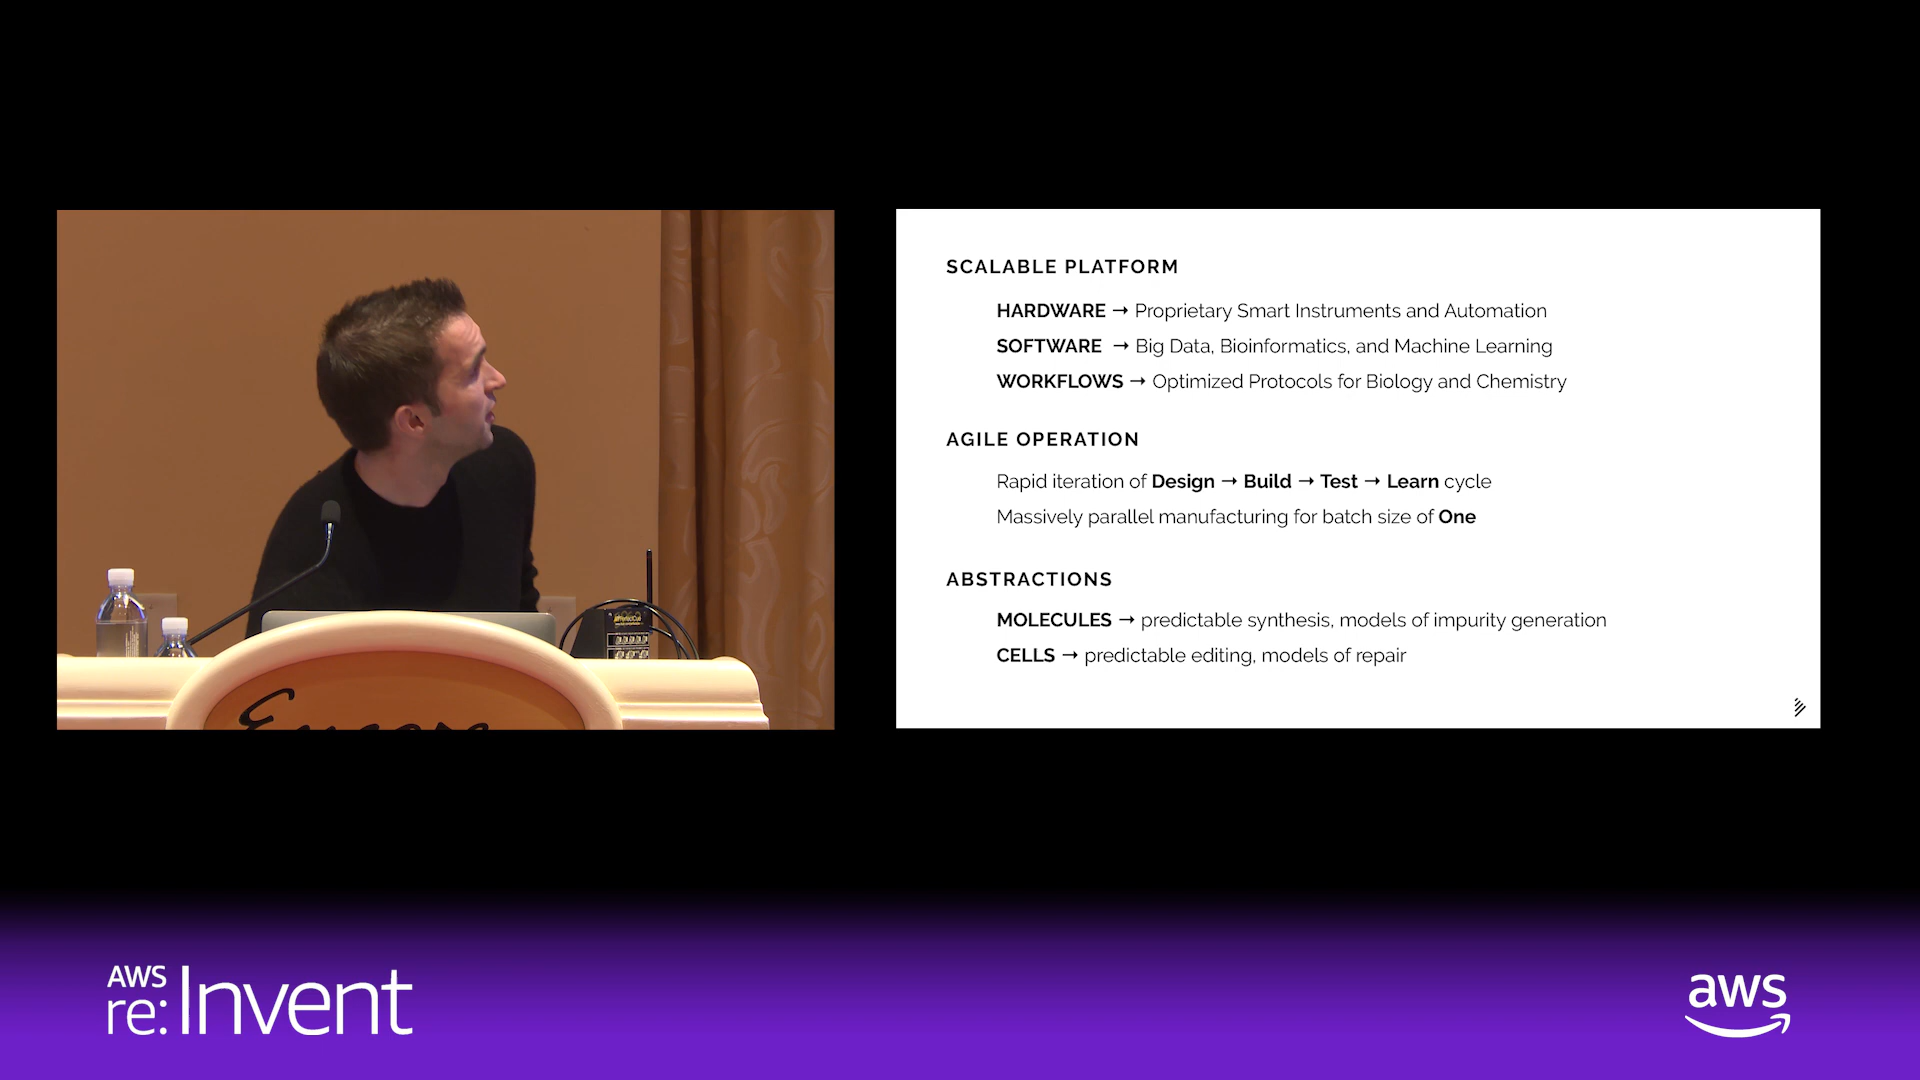 SCALABLE PLATFORM
HARDWARE → Proprietary Smart Instruments and Automation
SOFTWARE → Big Data, Bioinformatics, and Machine Learning
WORKFLOWS → Optimized Protocols for Biology and Chemistry
AGILE OPERATION
Rapid iteration of Design → Build → Test → Learn cycle
Massively parallel manufacturing for batch size of One
ABSTRACTIONS
MOLECULES → predictable synthesis, models of impurity generation
CELLS → predictable editing, models of repair
Encore
AWS
re:Invent
aws